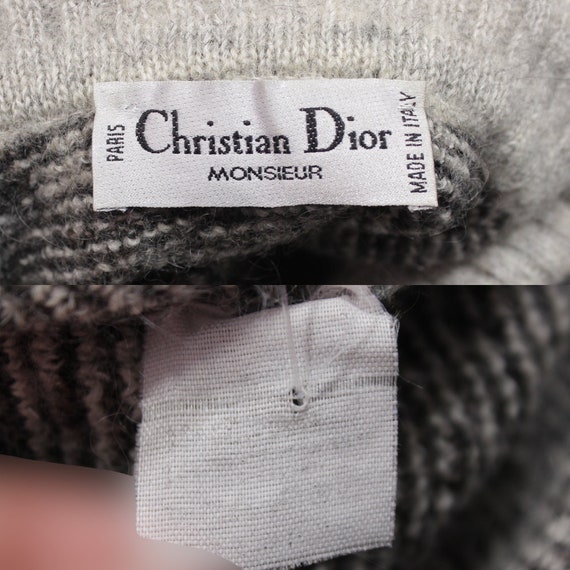 PARIS
Christian Dior
MONSIEUR
MADE IN ITALY